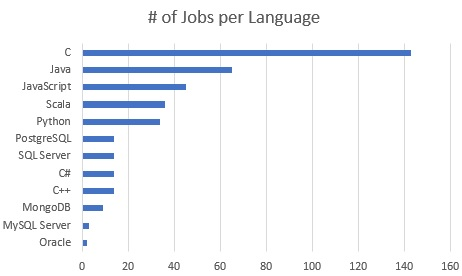 # of Jobs per Language
C
Java
JavaScript
Scala
Python
PostgreSQL
SQL Server
C#
C++
MongoDB
MySQL Server
Oracle
0 20 40 60 80 100 120 140 160